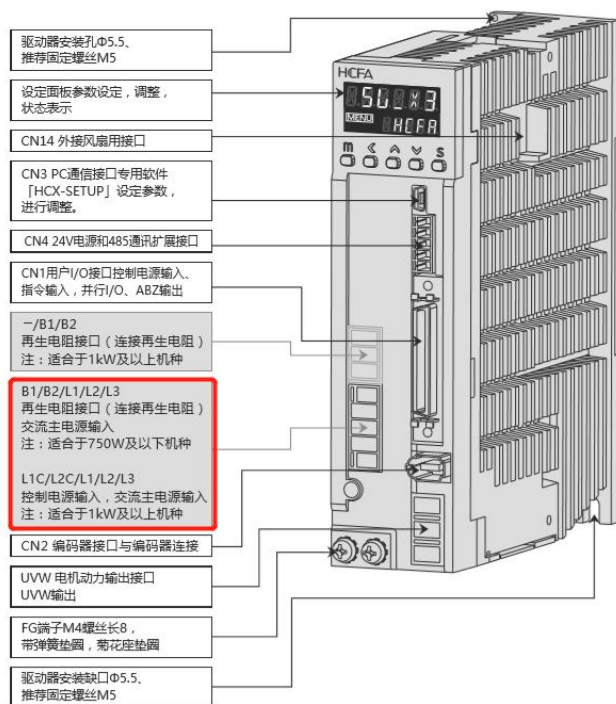 驱动器安装孔Φ5.5、
推荐固定螺丝M5
设定面板参数设定，调整，
状态表示
CN14 外接风扇用接口
CN3 PC通信接口专用软件
「HCX-SETUP」设定参数，
进行调整。
CN4 24V电源和485通讯扩展接口
CN1用户I/O接口控制电源输入、
指令输入，并行I/O、ABZ输出
－/B1/B2
再生电阻接口（连接再生电阻）
注：适合于1kW及以上机种
B1/B2/L1/L2/L3
再生电阻接口（连接再生电阻）
交流主电源输入
注：适合于750W及以下机种
L1C/L2C/L1/L2/L3
控制电源输入，交流主电源输入
注：适合于1kW及以上机种
CN2 编码器接口与编码器连接
UVW 电机动力输出接口
UVW输出
FG端子M4螺丝长8，
带弹簧垫圈，菊花座垫圈
驱动器安装缺口Φ5.5、
推荐固定螺丝M5
HCFA
SU_X3
MENU HCFA
m S